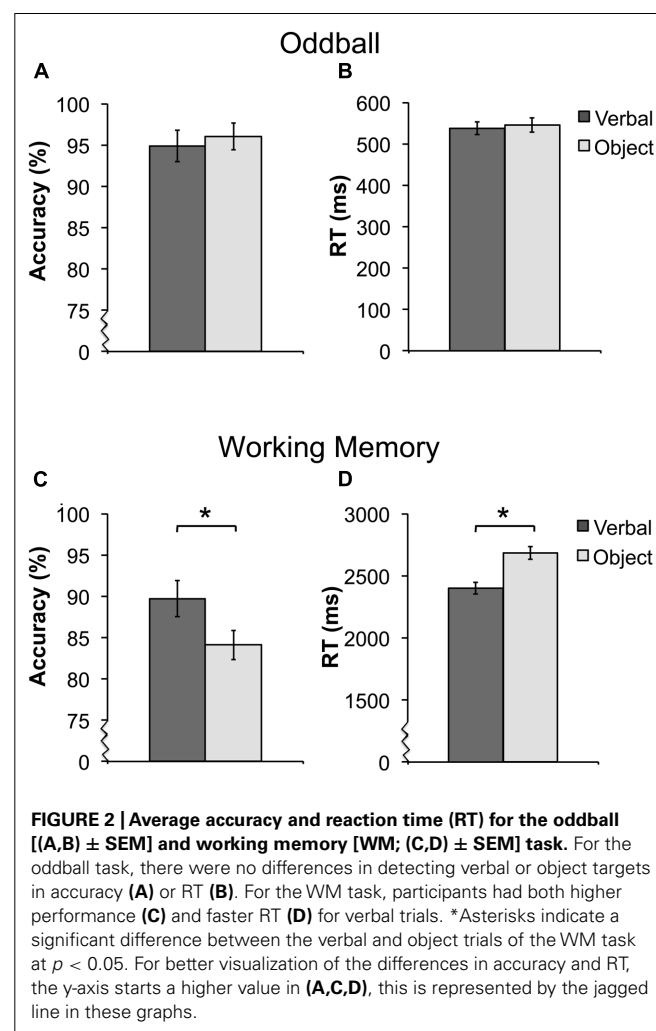 Oddball
A
B
Accuracy (%)
100
95
90
85
80
75
0
RT (ms)
600
500
400
300
200
100
0
Verbal
Object
Working Memory
C
D
Accuracy (%)
100
95
90
85
80
75
0
*
RT (ms)
3000
2500
2000
1500
0
*
Verbal
Object
FIGURE 2 | Average accuracy and reaction time (RT) for the oddball
[(A,B) ± SEM] and working memory [WM; (C,D) ± SEM] task. For the
oddball task, there were no differences in detecting verbal or object targets
in accuracy (A) or RT (B). For the WM task, participants had both higher
performance (C) and faster RT (D) for verbal trials. *Asterisks indicate a
significant difference between the verbal and object trials of the WM task
at p < 0.05. For better visualization of the differences in accuracy and RT,
the y-axis starts a higher value in (A,C,D), this is represented by the jagged
line in these graphs.